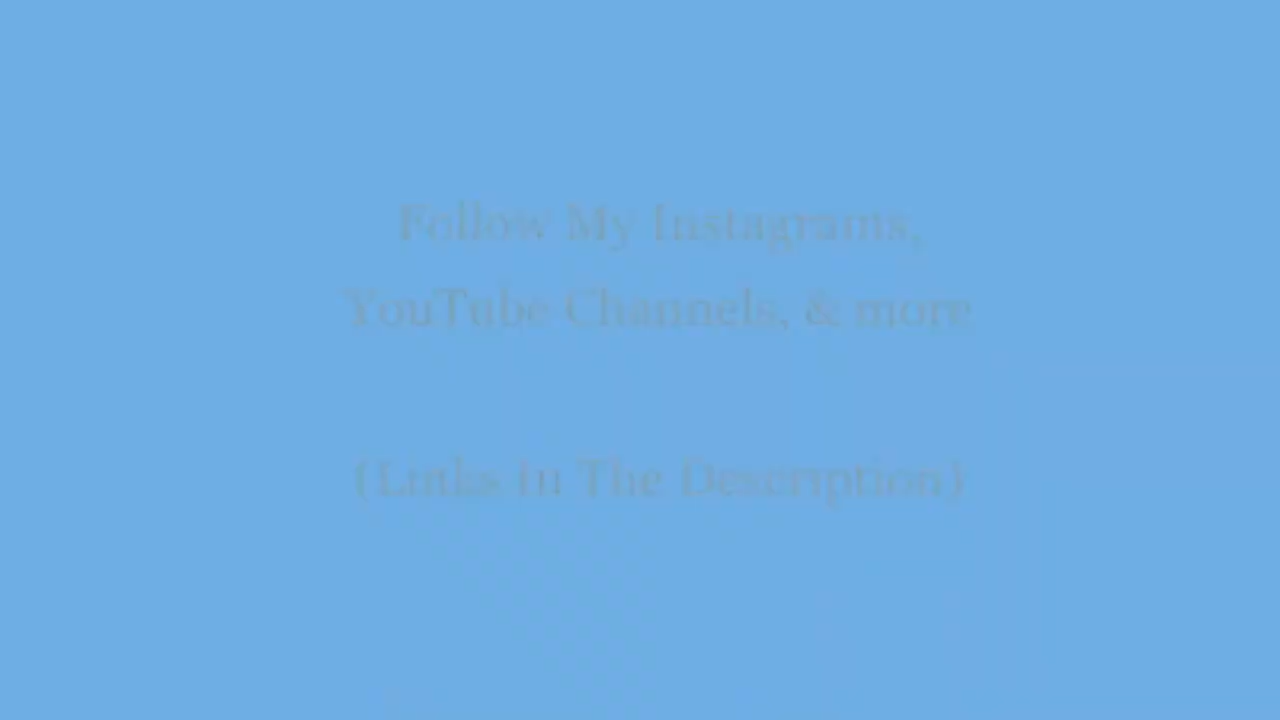 Follow My Instagrams,
YouTube Channels, & more
(Links In The Description)